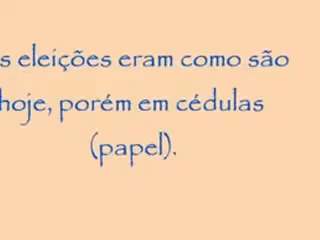 s eleições eram como são
hoje, porém em cédulas
(papel).